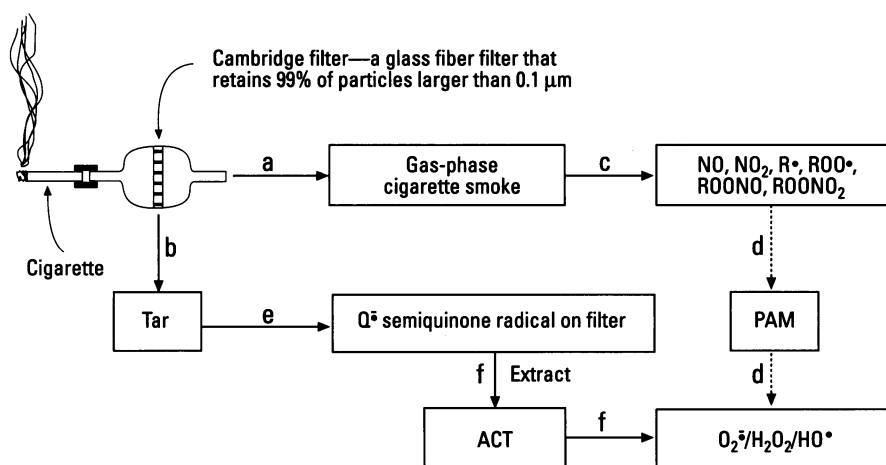 Cambridge filter—a glass fiber filter that
retains 99% of particles larger than 0.1 μm
a
Gas-phase
cigarette smoke
c
NO, NO₂, R•, ROO•,
ROONO, ROONO₂
Cigarette
b
d
Tar
e
Q•̄ semiquinone radical on filter
PAM
f Extract
d
ACT
f
O₂•̄/H₂O₂/HO•